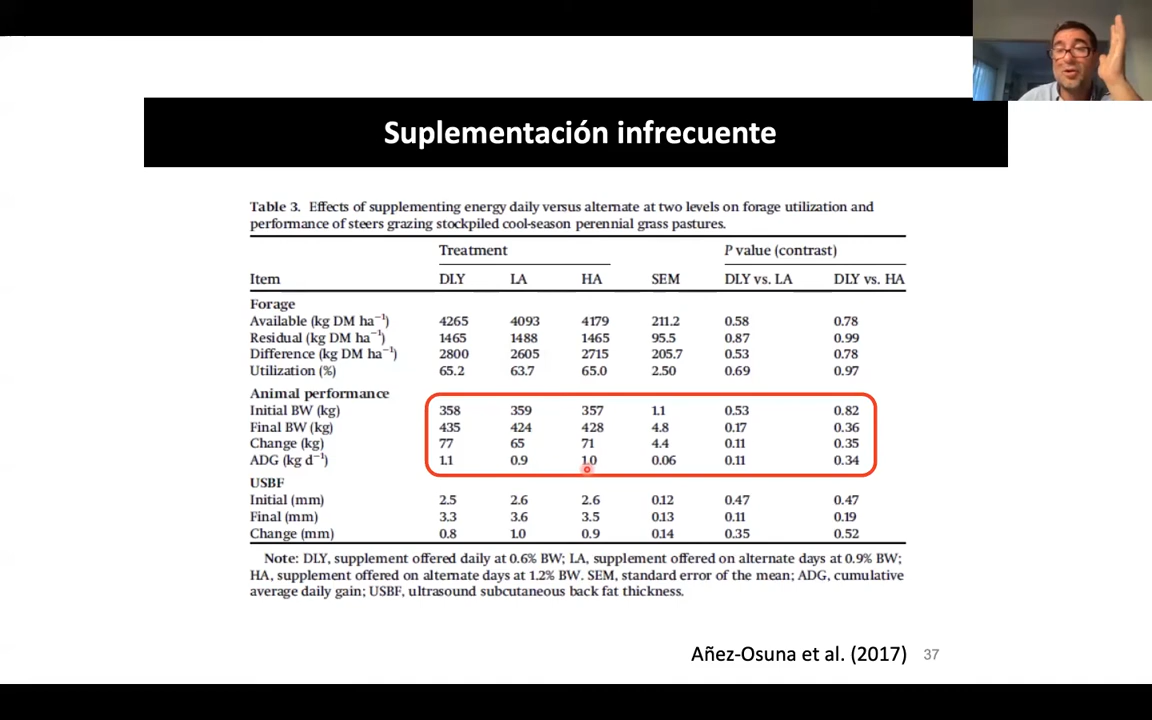 Suplementación infrecuente
Table 3. Effects of supplementing energy daily versus alternate at two levels on forage utilization and
performance of steers grazing stockpiled cool-season perennial grass pastures.
Treatment P value (contrast)
Item DLY LA HA SEM DLY vs. LA DLY vs. HA
Forage
Available (kg DM ha⁻¹) 4265 4093 4179 211.2 0.58 0.78
Residual (kg DM ha⁻¹) 1465 1488 1465 95.5 0.87 0.99
Difference (kg DM ha⁻¹) 2800 2605 2715 205.7 0.53 0.78
Utilization (%) 65.2 63.7 65.0 2.50 0.69 0.97
Animal performance
Initial BW (kg) 358 359 357 1.1 0.53 0.82
Final BW (kg) 435 424 428 4.8 0.17 0.36
Change (kg) 77 65 71 4.4 0.11 0.35
ADG (kg d⁻¹) 1.1 0.9 1.0 0.06 0.11 0.34
USBF
Initial (mm) 2.5 2.6 2.6 0.12 0.47 0.47
Final (mm) 3.3 3.6 3.5 0.13 0.11 0.19
Change (mm) 0.8 1.0 0.9 0.14 0.35 0.52
Note: DLY, supplement offered daily at 0.6% BW; LA, supplement offered on alternate days at 0.9% BW;
HA, supplement offered on alternate days at 1.2% BW. SEM, standard error of the mean; ADG, cumulative
average daily gain; USBF, ultrasound subcutaneous back fat thickness.
Añez-Osuna et al. (2017) 37